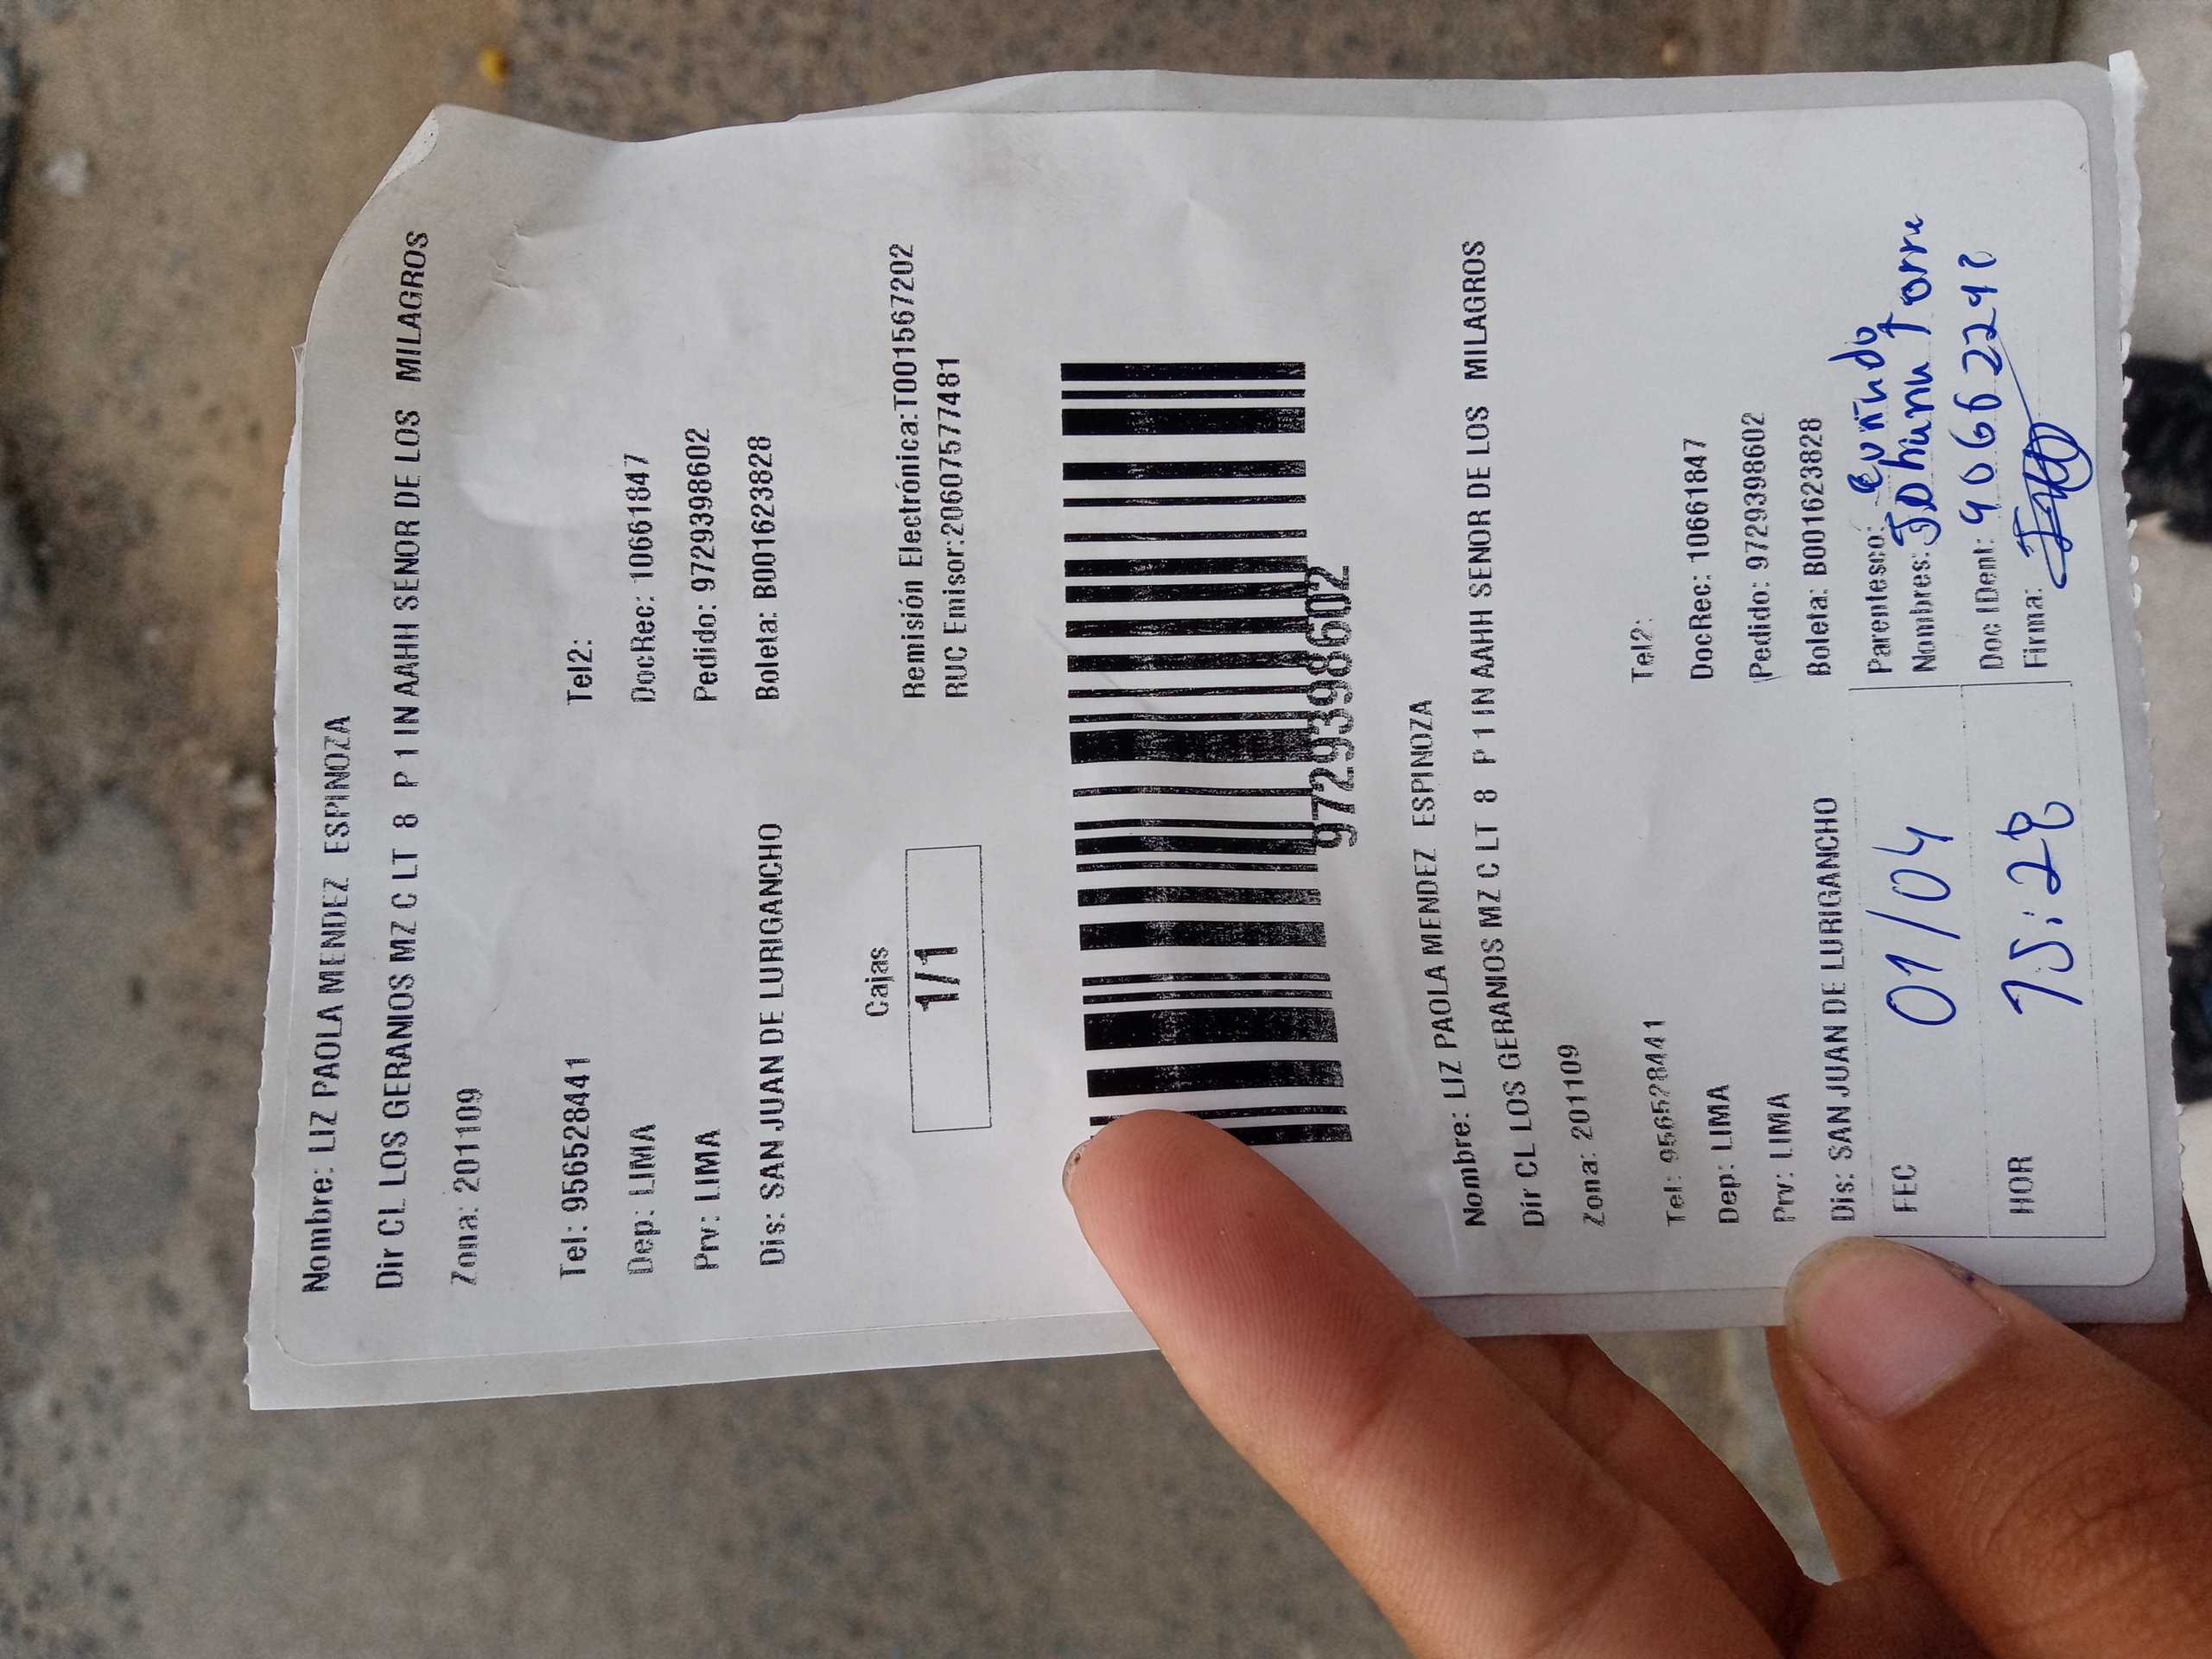 Nombre: LIZ PAOLA MENDEZ ESPINOZA
Dir CL LOS GERANIOS MZ C LT 8 P 1 IN AAHH SENOR DE LOS MILAGROS
Zona: 201109
Tel: 956528441 Tel2:
Dep: LIMA DocRec: 10661847
Prv: LIMA Pedido: 9729398602
Dis: SAN JUAN DE LURIGANCHO Boleta: B001623828
Cajas
1/1
Remisión Electrónica:T001567202
RUC Emisor:20607577481
9729398602
Nombre: LIZ PAOLA MENDEZ ESPINOZA
Dir CL LOS GERANIOS MZ C LT 8 P 1 IN AAHH SENOR DE LOS MILAGROS
Zona: 201109
Tel: 956528441 Tel2:
Dep: LIMA DocRec: 10661847
Prv: LIMA Pedido: 9729398602
Dis: SAN JUAN DE LURIGANCHO Boleta: B001623828
FEC 01/04
Parentesco: cuñado
Nombres:
HOR 15:28
Doc IDent:
Firma: